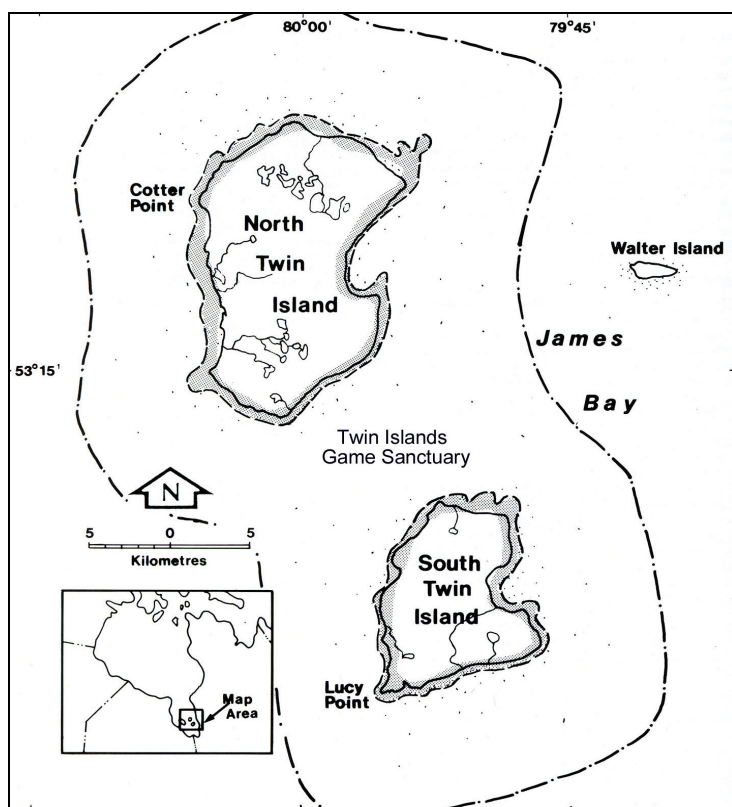 80°00'
79°45'
Cotter
Point
North
Twin
Island
Walter Island
James
Bay
53°15'
Twin Islands
Game Sanctuary
N
5 0 5
Kilometres
South
Twin
Island
Lucy
Point
Map
Area